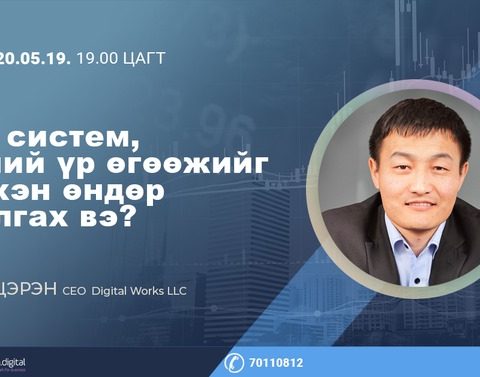 20.05.19. 19.00 ЦАГТ
систем,
ний үр өгөөжийг
хэн өндөр
лгах вэ?
ЦЭРЭН CEO Digital Works LLC
.digital
70110812